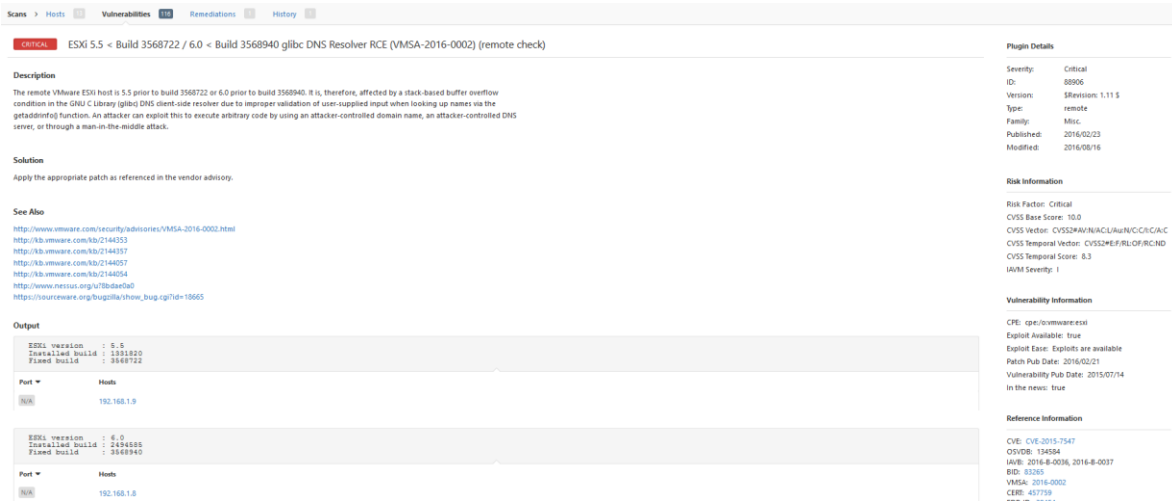 Scans > Hosts Vulnerabilities 116 Remediations History
CRITICAL ESXi 5.5 < Build 3568722 / 6.0 < Build 3568940 glibc DNS Resolver RCE (VMSA-2016-0002) (remote check)
Description
The remote VMware ESXi host is 5.5 prior to build 3568722 or 6.0 prior to build 3568940. It is, therefore, affected by a stack-based buffer overflow
condition in the GNU C Library (glibc) DNS client-side resolver due to improper validation of user-supplied input when looking up names via the
getaddrinfo() function. An attacker can exploit this to execute arbitrary code by using an attacker-controlled domain name, an attacker-controlled DNS
server, or through a man-in-the-middle attack.
Solution
Apply the appropriate patch as referenced in the vendor advisory.
See Also
http://www.vmware.com/security/advisories/VMSA-2016-0002.html
http://kb.vmware.com/kb/2144353
http://kb.vmware.com/kb/2144357
http://kb.vmware.com/kb/2144057
http://kb.vmware.com/kb/2144054
http://www.nessus.org/u?8bdae0a0
https://sourceware.org/bugzilla/show_bug.cgi?id=18665
Output
ESXi version : 5.5
Installed build : 1331820
Fixed build : 3568722
Port Hosts
N/A 192.168.1.9
ESXi version : 6.0
Installed build : 2494585
Fixed build : 3568940
Port Hosts
N/A 192.168.1.8
Plugin Details
Severity: Critical
ID: 88906
Version: $Revision: 1.11 $
Type: remote
Family: Misc.
Published: 2016/02/23
Modified: 2016/08/16
Risk Information
Risk Factor: Critical
CVSS Base Score: 10.0
CVSS Vector: CVSS2#AV:N/AC:L/Au:N/C:C/I:C/A:C
CVSS Temporal Vector: CVSS2#E:F/RL:OF/RC:ND
CVSS Temporal Score: 8.3
IAVM Severity: I
Vulnerability Information
CPE: cpe:/o:vmware:esxi
Exploit Available: true
Exploit Ease: Exploits are available
Patch Pub Date: 2016/02/21
Vulnerability Pub Date: 2015/07/14
In the news: true
Reference Information
CVE: CVE-2015-7547
OSVDB: 134584
IAVB: 2016-B-0036, 2016-B-0037
BID: 83265
VMSA: 2016-0002
CERT: 457759